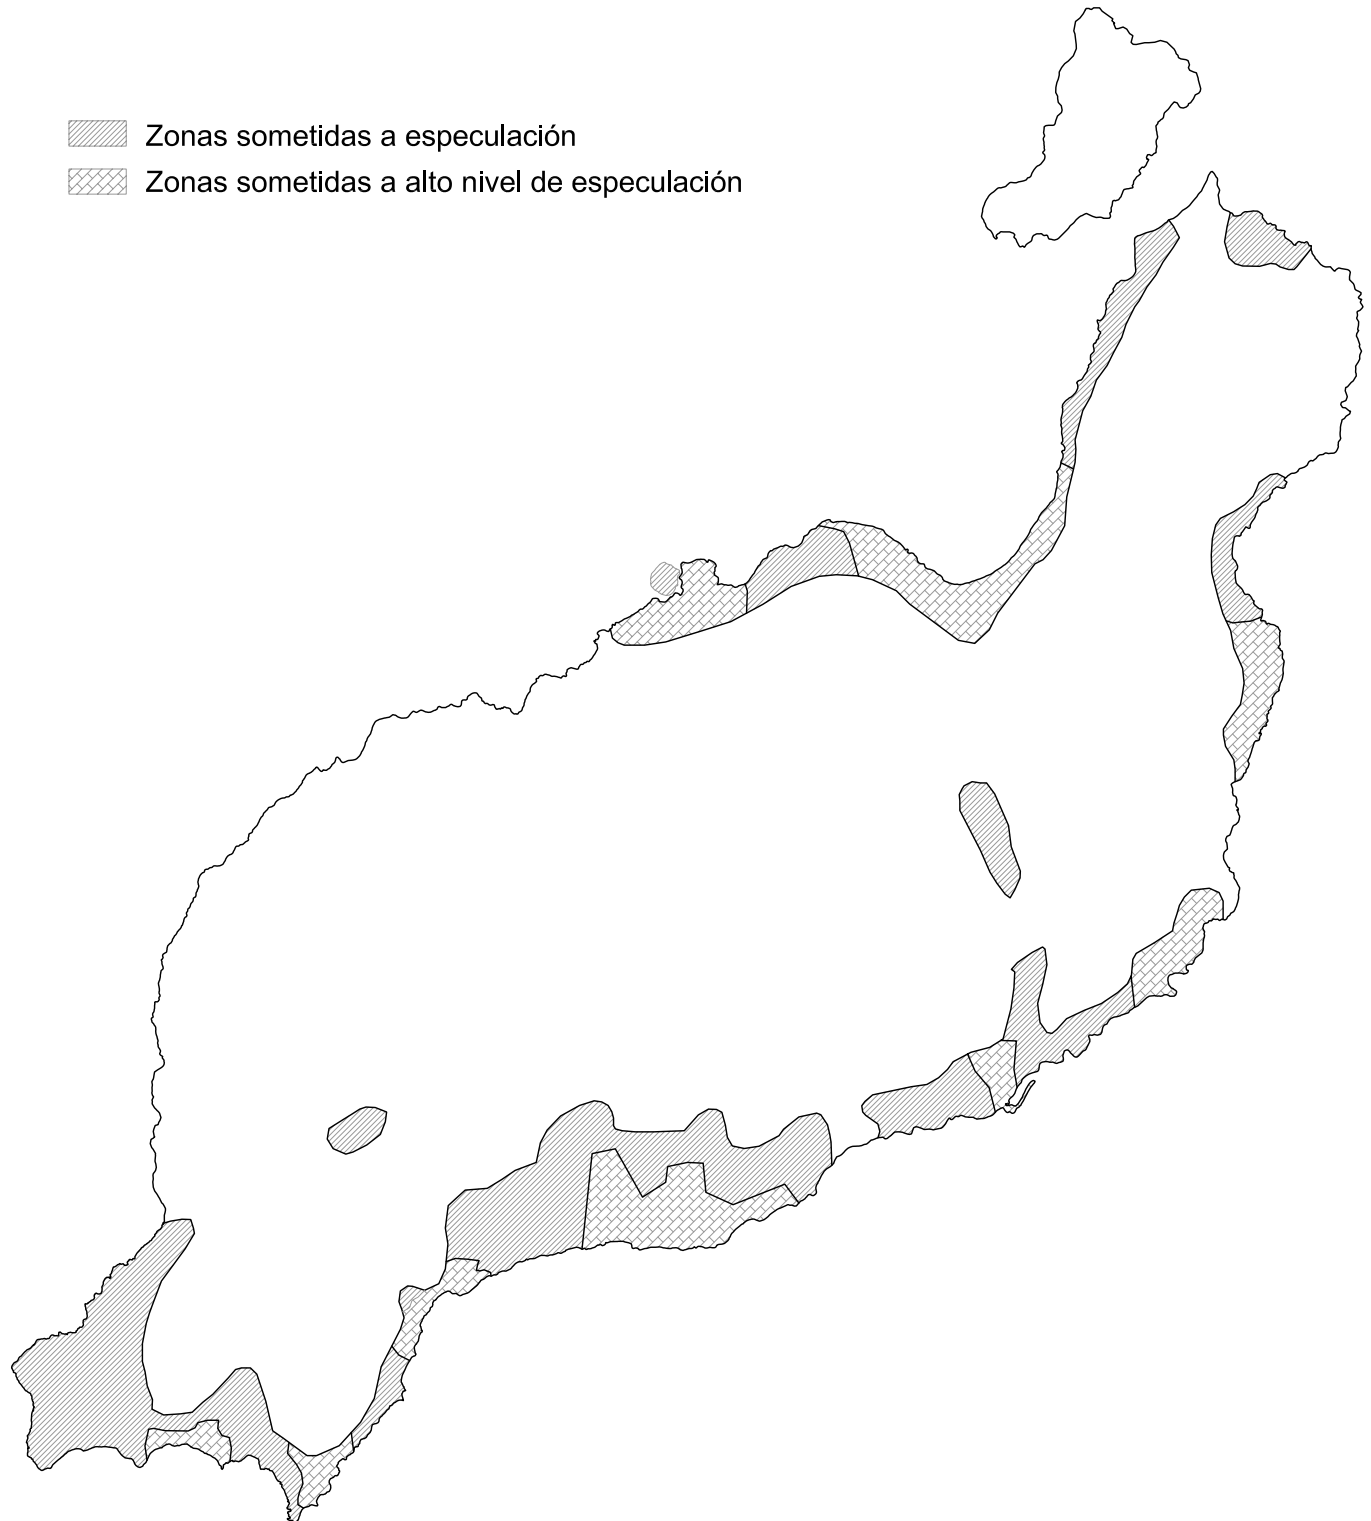 Zonas sometidas a especulación
Zonas sometidas a alto nivel de especulación